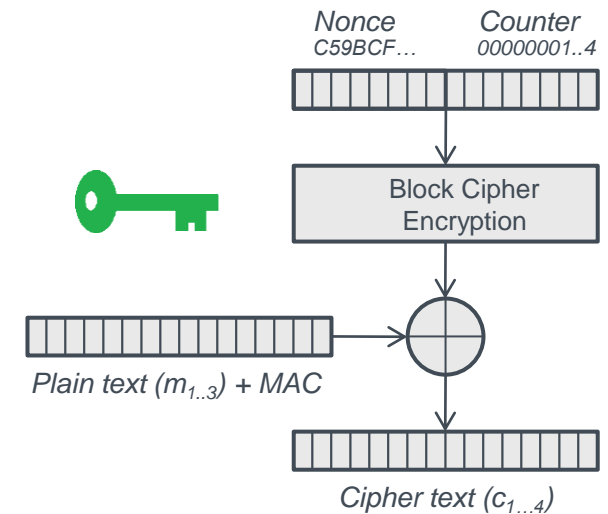 Nonce
C59BCF…
Counter
00000001..4
Block Cipher
Encryption
Plain text (m1..3) + MAC
Cipher text (c1…4)